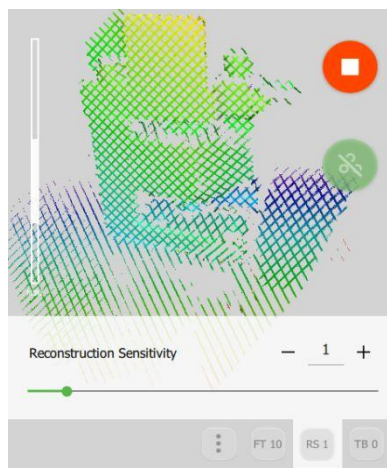 Reconstruction Sensitivity — 1 +
FT 10 RS 1 TB 0